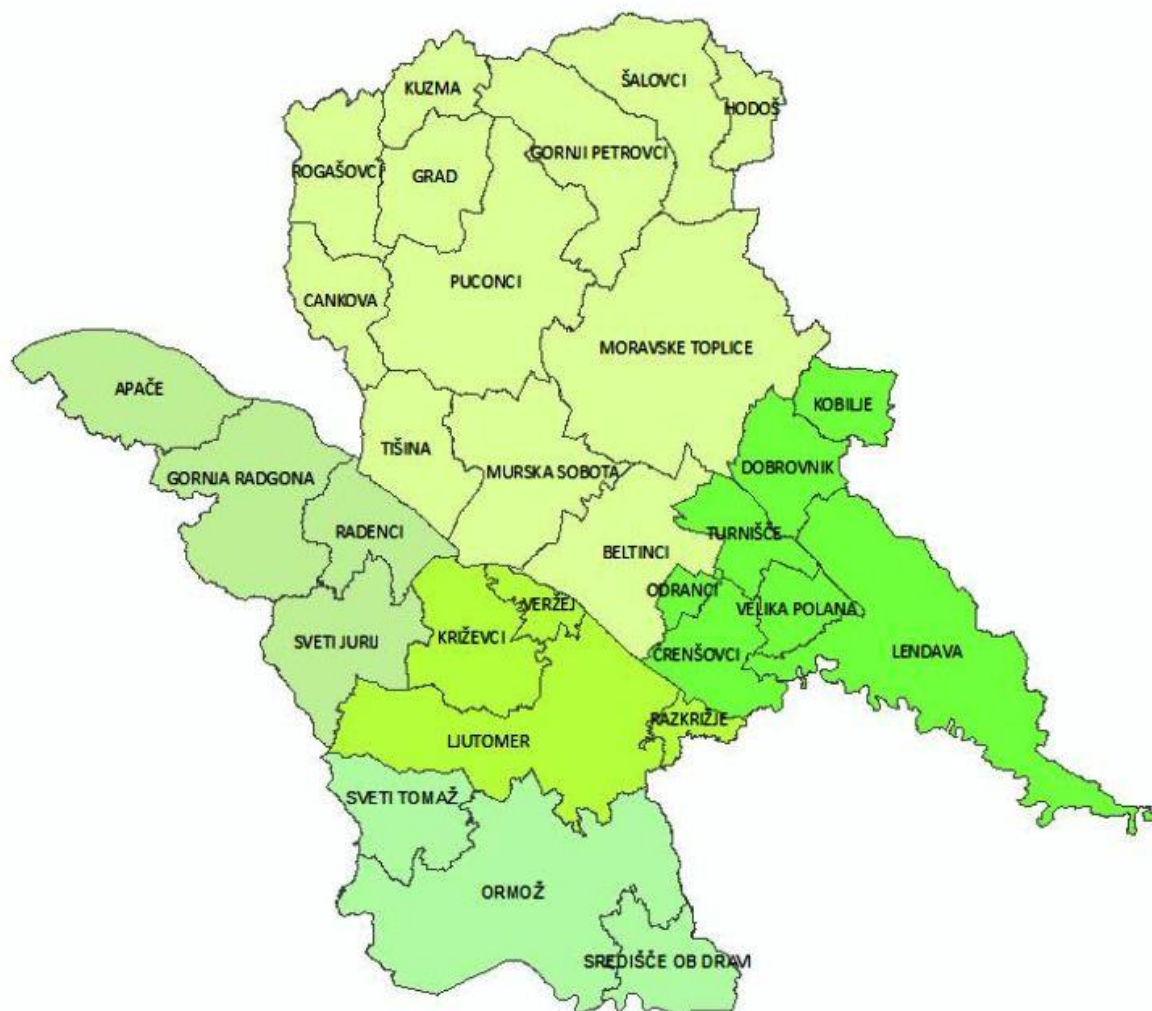 ŠALOVCI
KUZMA
HODOŠ
GORNJI PETROVCI
ROGAŠOVCI
GRAD
PUCONCI
CANKOVA
MORAVSKE TOPLICE
APAČE
KOBILJE
TIŠINA
DOBROVNIK
MURSKA SOBOTA
GORNJA RADGONA
RADENCI
TURNIŠČE
BELTINCI
ODRANCI
VERŽEJ
VELIKA POLANA
KRIŽEVCI
SVETI JURIJ
LENDAVA
ČRENŠOVCI
RAZKRIŽJE
LJUTOMER
SVETI TOMAŽ
ORMOŽ
SREDIŠČE OB DRAVI